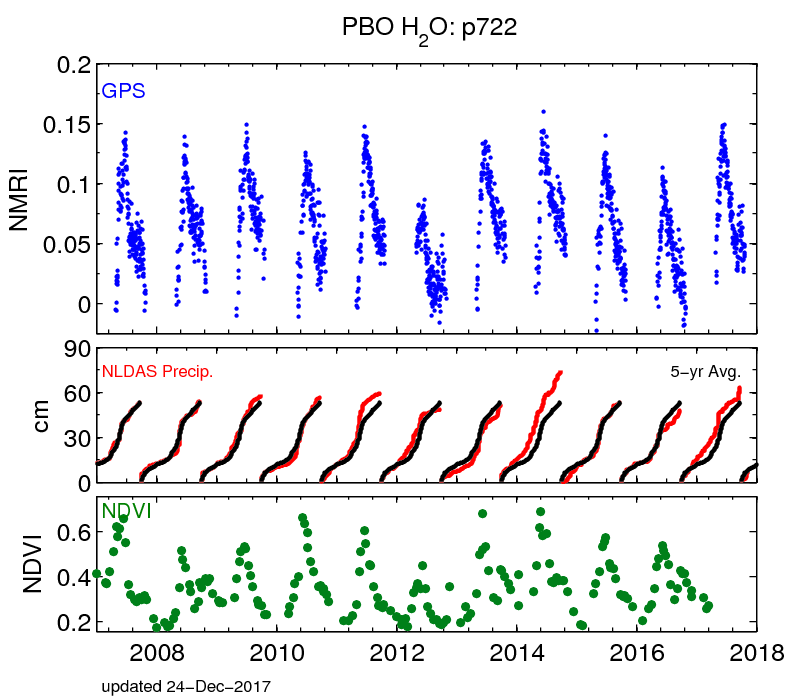 PBO H2O: p722
0.2
GPS
0.15
0.1
NMRI
0.05
0
90
NLDAS Precip. 5−yr Avg.
60
cm
30
0
NDVI
0.6
NDVI
0.4
0.2
2008 2010 2012 2014 2016 2018
updated 24−Dec−2017